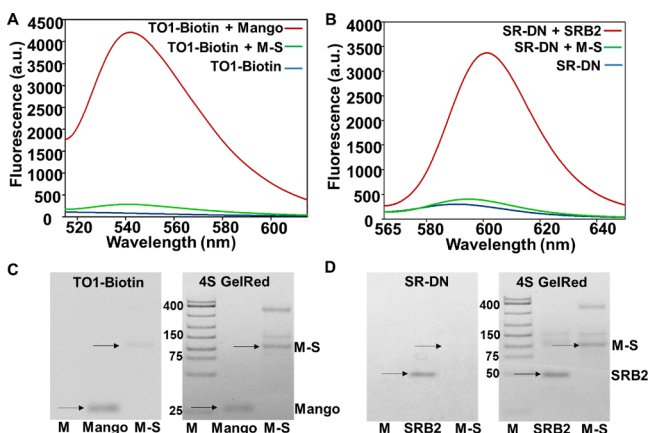 A
4500
4000
3500
3000
2500
2000
1500
1000
500
0
Fluorescence (a.u.)
TO1-Biotin + Mango
TO1-Biotin + M-S
TO1-Biotin
520
540
560
580
600
Wavelength (nm)
B
4000
3500
3000
2500
2000
1500
1000
500
0
Fluorescence (a.u.)
SR-DN + SRB2
SR-DN + M-S
SR-DN
565
580
600
620
640
Wavelength (nm)
C
TO1-Biotin
4S GelRed
400
150
75
25
M-S
Mango
M Mango M-S
M Mango M-S
D
SR-DN
4S GelRed
400
150
75
50
M-S
SRB2
M SRB2 M-S
M SRB2 M-S